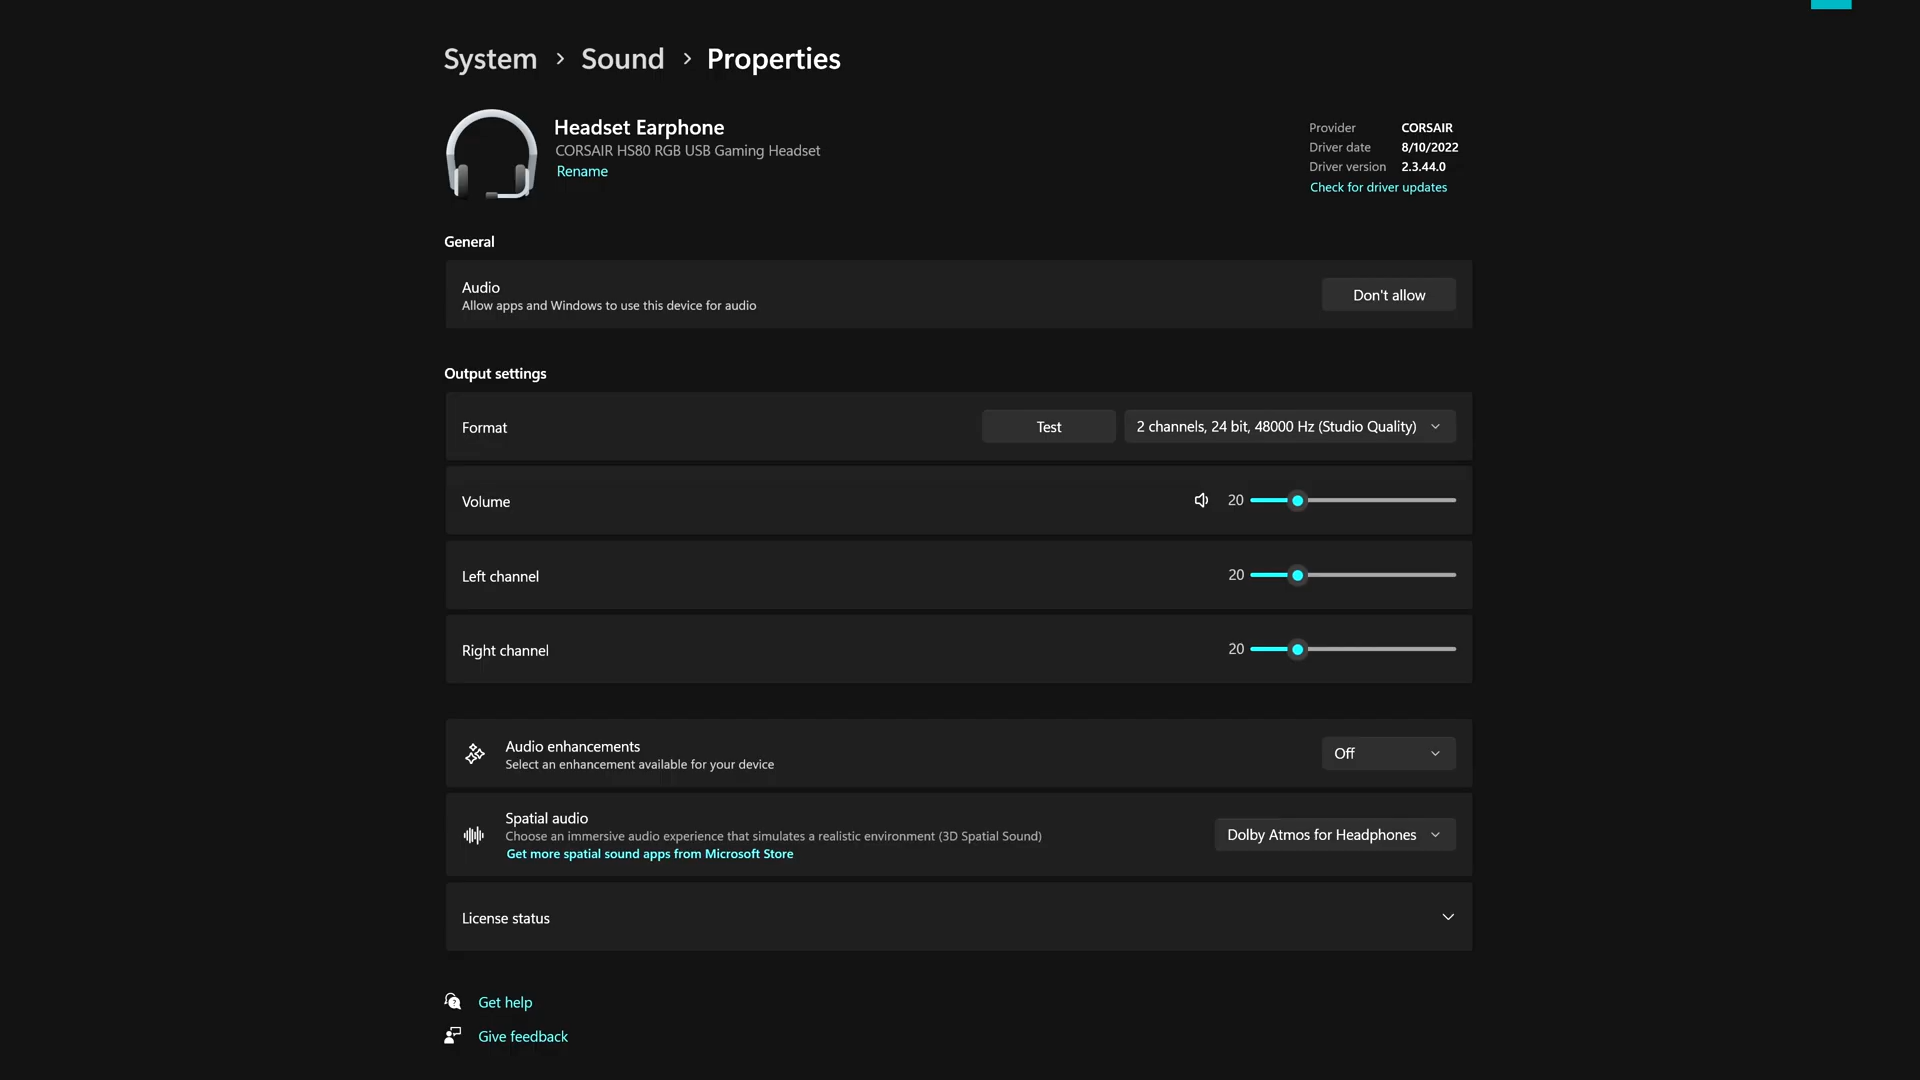 System > Sound > Properties
Headset Earphone
CORSAIR HS80 RGB USB Gaming Headset
Rename
Provider CORSAIR
Driver date 8/10/2022
Driver version 2.3.44.0
Check for driver updates
General
Audio
Allow apps and Windows to use this device for audio
Don't allow
Output settings
Format Test 2 channels, 24 bit, 48000 Hz (Studio Quality)
Volume 20
Left channel 20
Right channel 20
Audio enhancements
Select an enhancement available for your device
Off
Spatial audio
Choose an immersive audio experience that simulates a realistic environment (3D Spatial Sound)
Get more spatial sound apps from Microsoft Store
Dolby Atmos for Headphones
License status
Get help
Give feedback